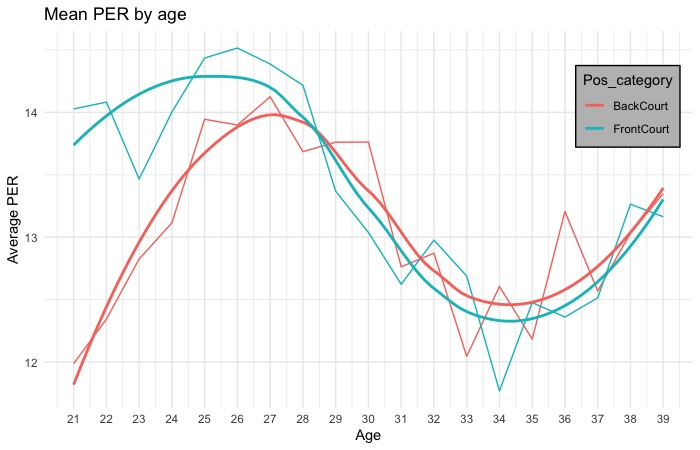 Mean PER by age
Pos_category
BackCourt
FrontCourt
Average PER
14
13
12
21 22 23 24 25 26 27 28 29 30 31 32 33 34 35 36 37 38 39
Age